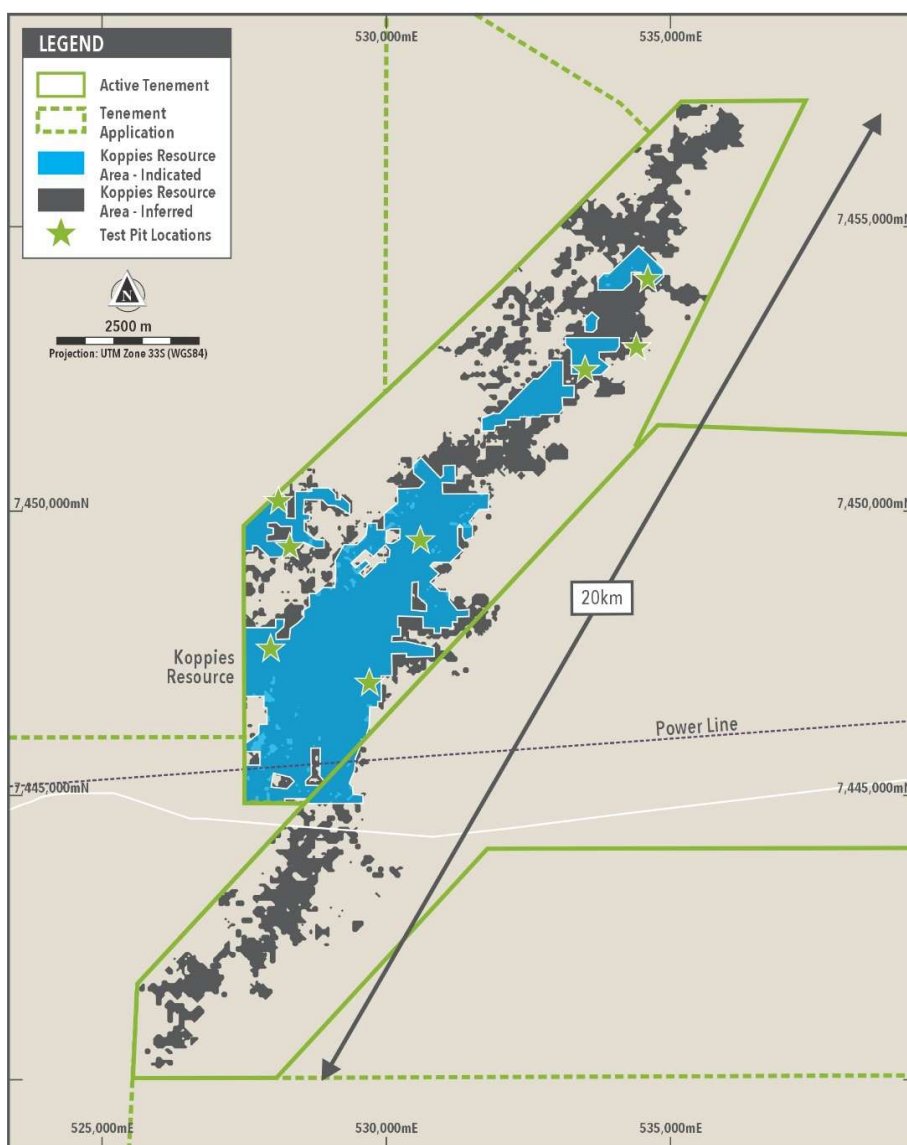 530,000mE
535,000mE
LEGEND
Active Tenement
Tenement
Application
Koppies Resource
Area - Indicated
Koppies Resource
Area - Inferred
Test Pit Locations
N
2500 m
Projection: UTM Zone 33S (WGS84)
7,455,000mN
7,450,000mN
7,450,000mN
20km
Koppies
Resource
Power Line
7,445,000mN
7,445,000mN
525,000mE
530,000mE
535,000mE